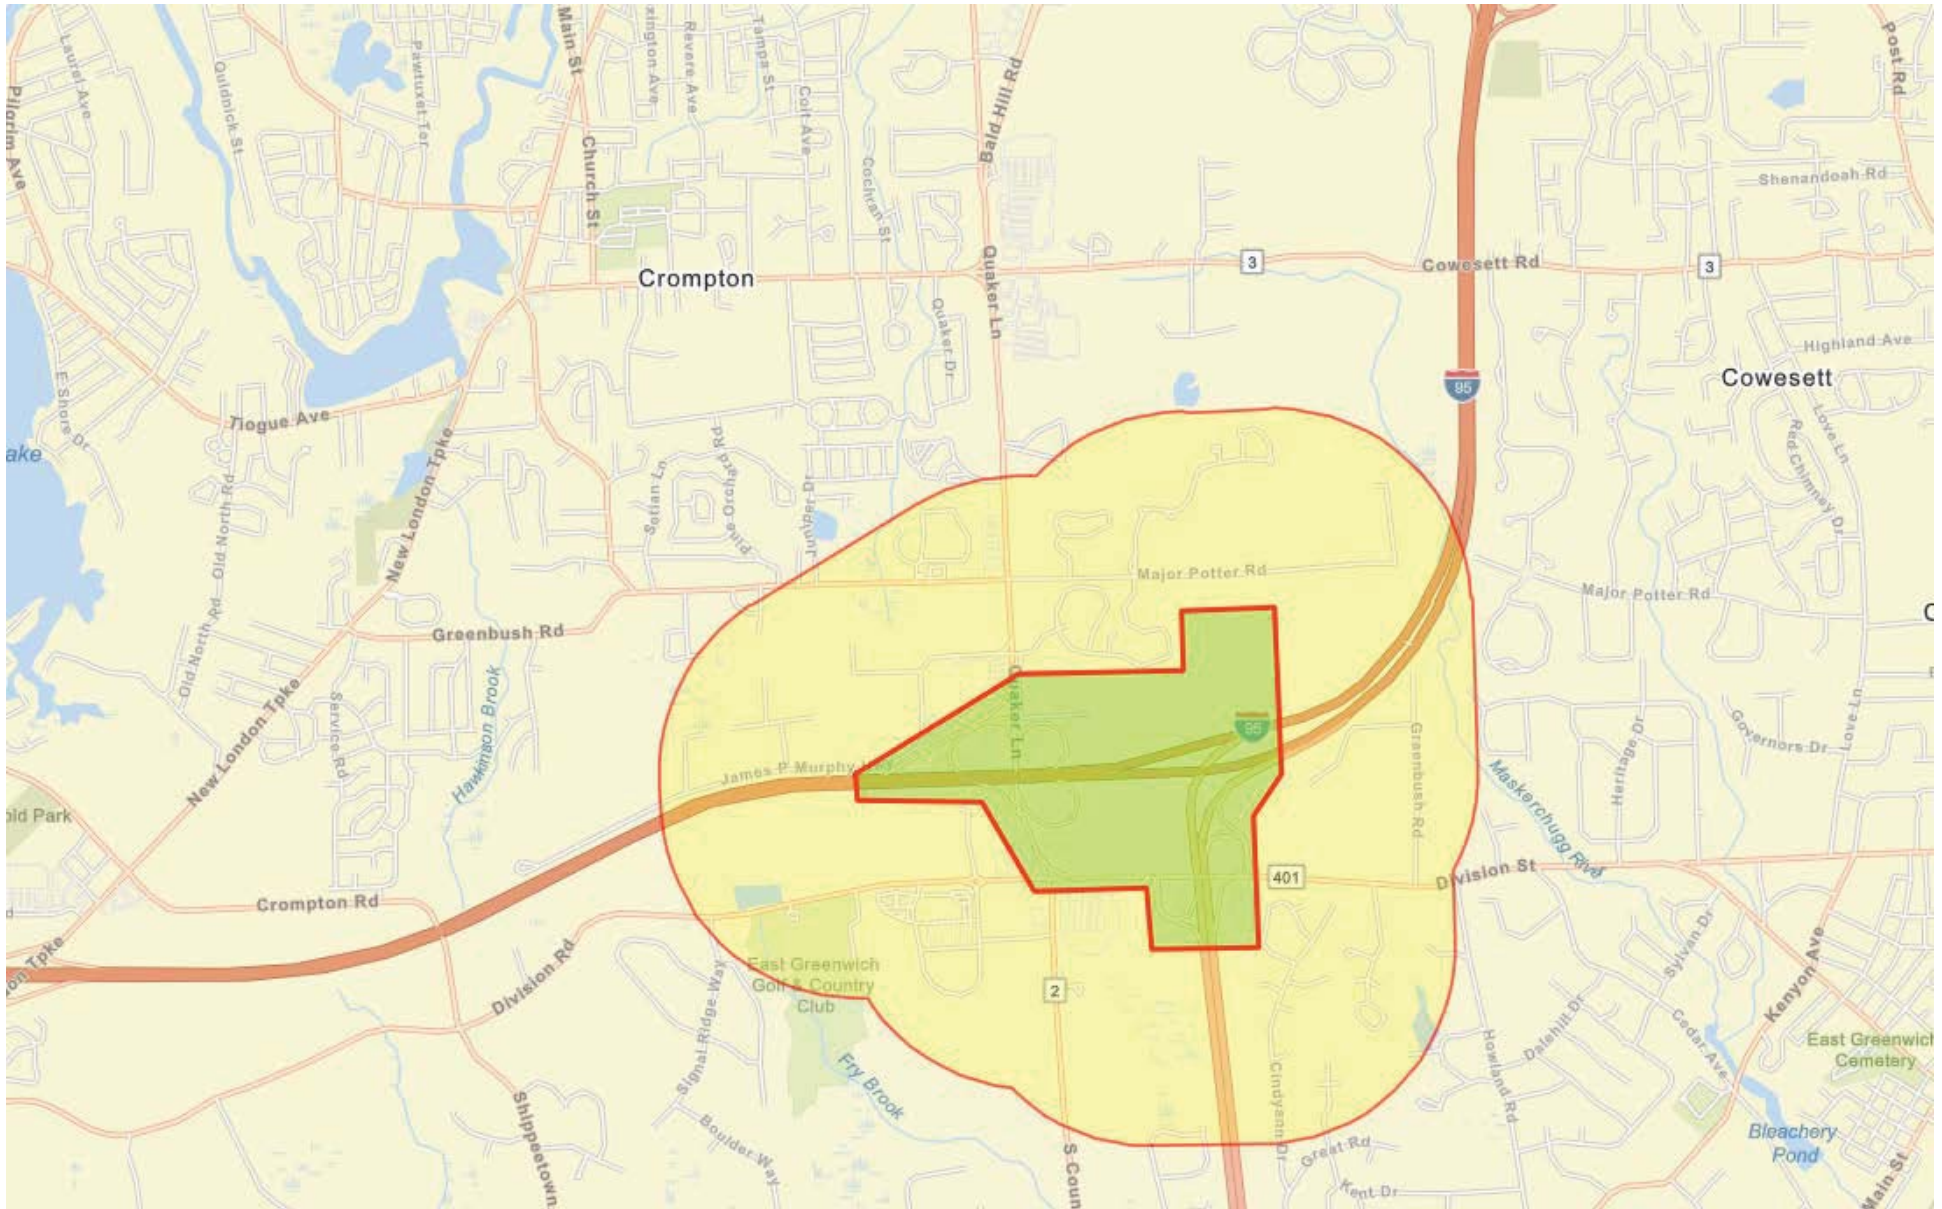 Main St
xington Ave
Revere Ave
Tampa St
Post Rd
Laurel Ave
Pawtuxet Ter
Quidnick St
Coit Ave
Bald Hill Rd
Pilgrim Ave
Church St
Cochran St
Shenandoah Rd
Crompton
3
Cowesett Rd
3
Quaker Ln
Quaker Dr
Highland Ave
Cowesett
95
E Shore Dr
Tiogue Ave
Love Ln
Red Chimney Dr
ake
New London Tpke
Pine Orchard Rd
Setian Ln
Juniper Dr
Old North Rd
Old North Rd
Major Potter Rd
Major Potter Rd
Greenbush Rd
C
Quaker Ln
Hawkinson Brook
New London Tpke
Service Rd
95
Greenbush Rd
Heritage Dr
Governors Dr
Love Ln
James P Murphy Hwy
Maskerchugg River
old Park
401
Division St
Crompton Rd
on Tpke
Division Rd
Signal Ridge Way
East Greenwich
Golf & Country
Club
2
Sylvan Dr
Kenyon Ave
Dalehill Dr
Cedar Ave
East Greenwich
Cemetery
Howland Rd
Fry Brook
Cindyann Dr
Shippeetown
Boulder Way
S Coun
Great Rd
Kent Dr
Bleachery
Pond
Main St